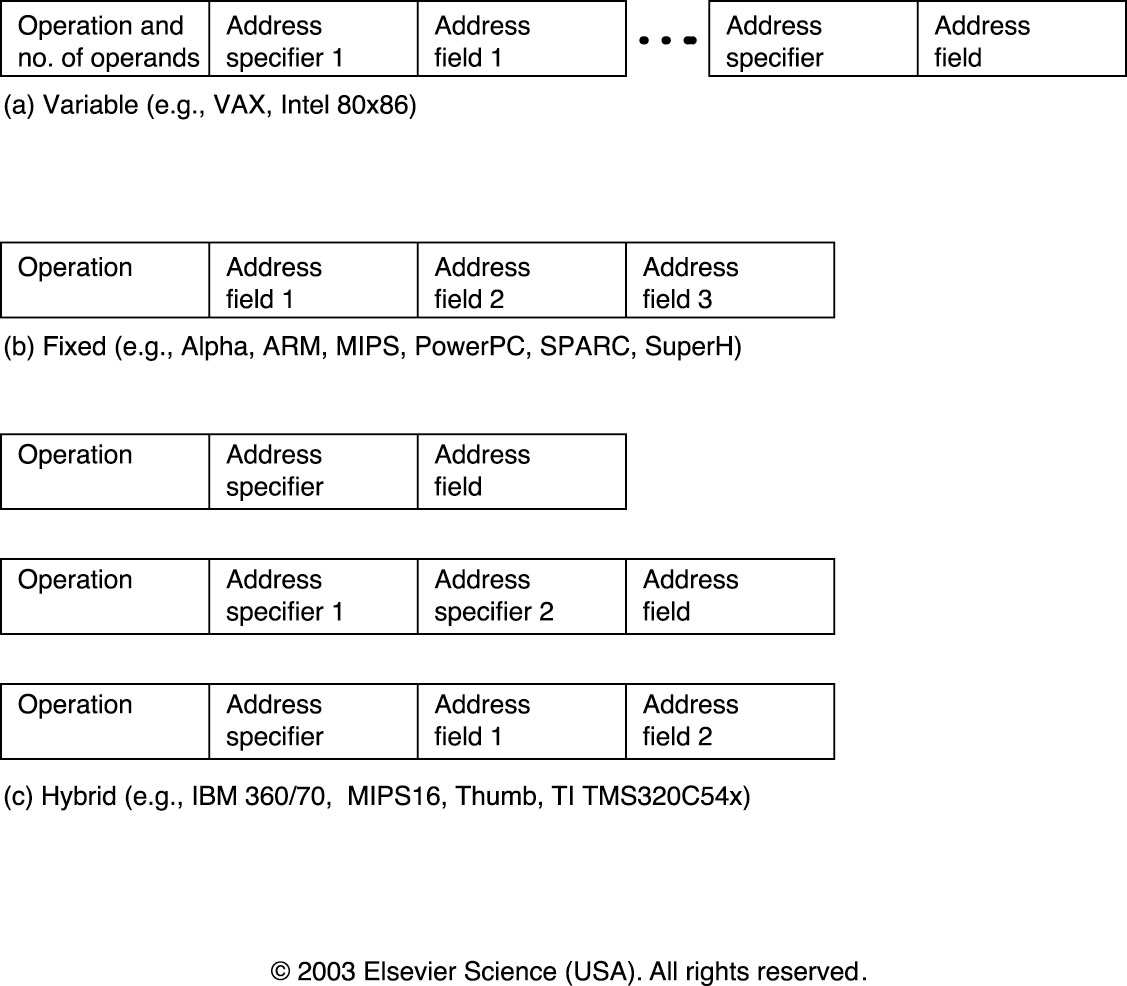 Operation and no. of operands
Address specifier 1
Address field 1
• • •
Address specifier
Address field
(a) Variable (e.g., VAX, Intel 80x86)
Operation
Address field 1
Address field 2
Address field 3
(b) Fixed (e.g., Alpha, ARM, MIPS, PowerPC, SPARC, SuperH)
Operation
Address specifier
Address field
Operation
Address specifier 1
Address specifier 2
Address field
Operation
Address specifier
Address field 1
Address field 2
(c) Hybrid (e.g., IBM 360/70, MIPS16, Thumb, TI TMS320C54x)
© 2003 Elsevier Science (USA). All rights reserved.